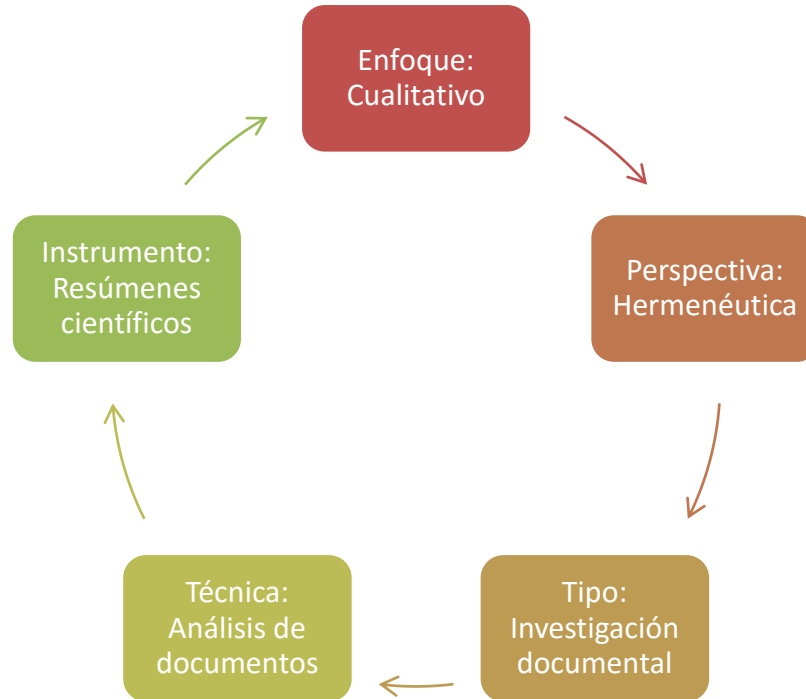 Enfoque:
Cualitativo
Perspectiva:
Hermenéutica
Tipo:
Investigación
documental
Técnica:
Análisis de
documentos
Instrumento:
Resúmenes
científicos